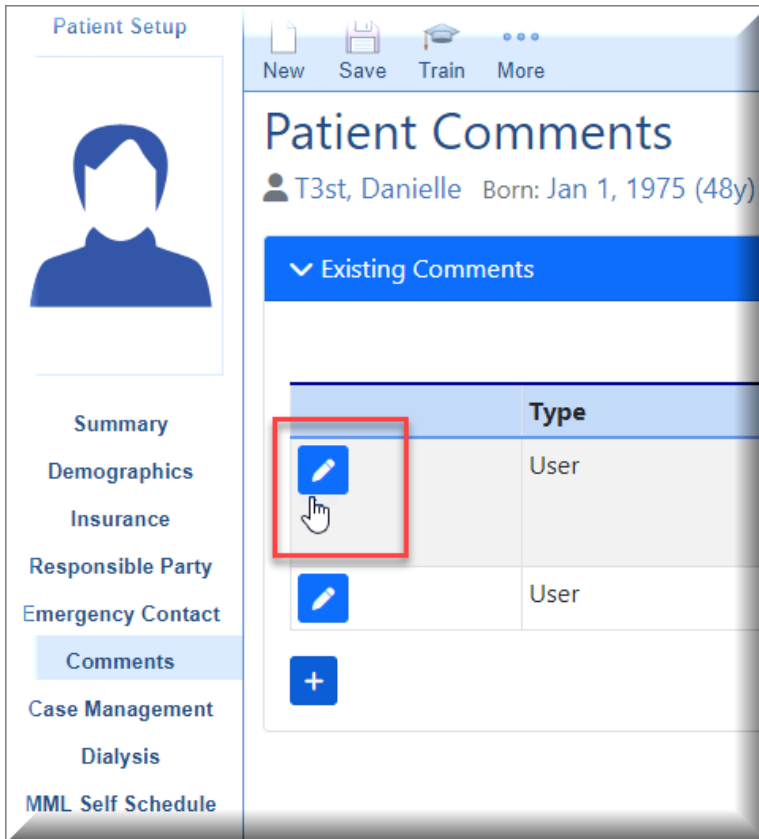 Patient Setup
New Save Train More
Patient Comments
T3st, Danielle Born: Jan 1, 1975 (48y)
Existing Comments
Type
User
User
Summary
Demographics
Insurance
Responsible Party
Emergency Contact
Comments
Case Management
Dialysis
MML Self Schedule